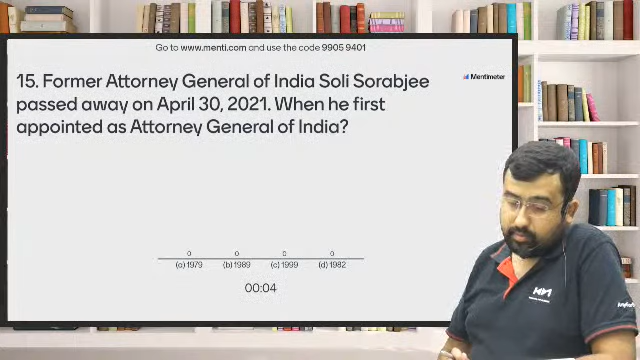 Go to www.menti.com and use the code 9905 9401
15. Former Attorney General of India Soli Sorabjee
passed away on April 30, 2021. When he first
appointed as Attorney General of India?
Mentimeter
0 0 0 0
(a) 1979 (b) 1989 (c) 1999 (d) 1982
00:04